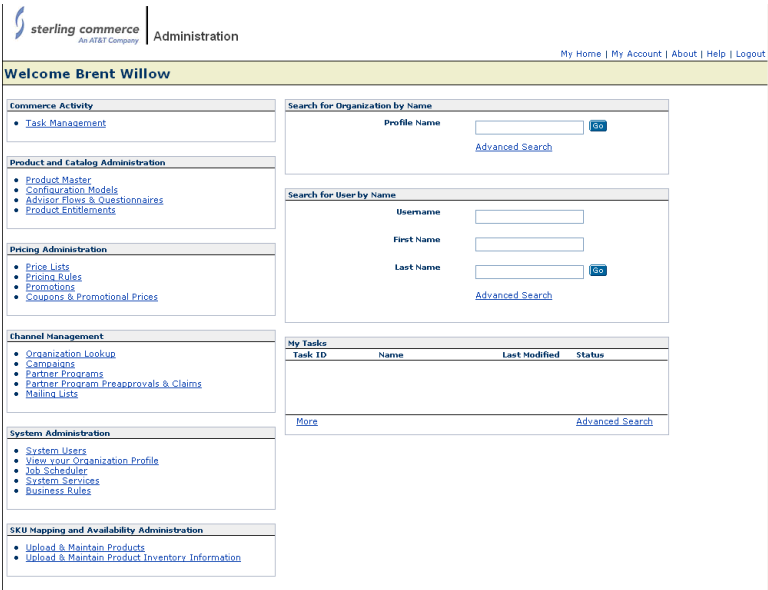 sterling commerce
An AT&T Company
Administration
My Home | My Account | About | Help | Logout
Welcome Brent Willow
Commerce Activity
Task Management
Product and Catalog Administration
Product Master
Configuration Models
Advisor Flows & Questionnaires
Product Entitlements
Pricing Administration
Price Lists
Pricing Rules
Promotions
Coupons & Promotional Prices
Channel Management
Organization Lookup
Campaigns
Partner Programs
Partner Program Preapprovals & Claims
Mailing Lists
System Administration
System Users
View your Organization Profile
Job Scheduler
System Services
Business Rules
SKU Mapping and Availability Administration
Upload & Maintain Products
Upload & Maintain Product Inventory Information
Search for Organization by Name
Profile Name
Go
Advanced Search
Search for User by Name
Username
First Name
Last Name
Go
Advanced Search
My Tasks
Task ID Name Last Modified Status
More Advanced Search